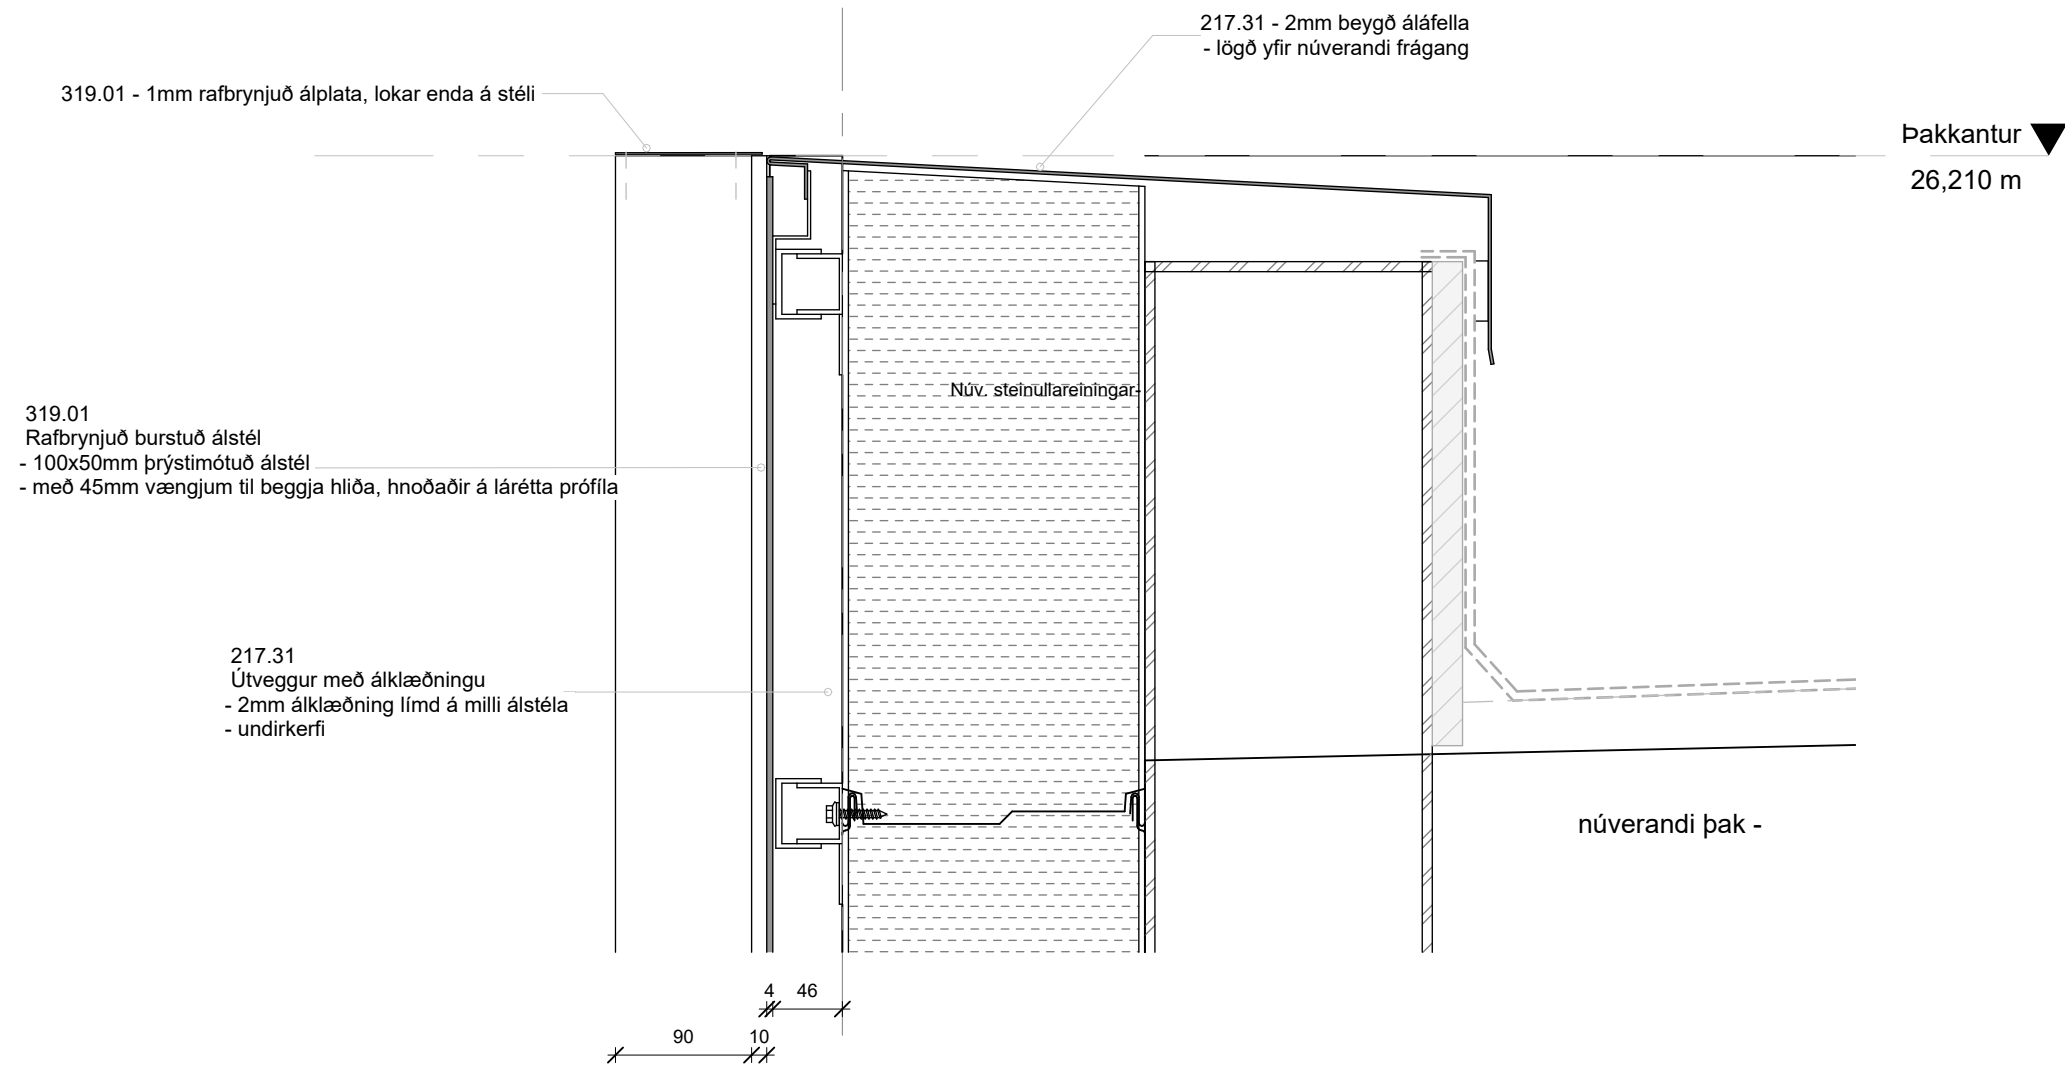 217.31 - 2mm beygð áláfella
- lögð yfir núverandi frágang
319.01 - 1mm rafbrynjuð álplata, lokar enda á stéli
Þakkantur
26,210 m
Núv. steinullareiningar-
319.01
Rafbrynjuð burstuð álstél
- 100x50mm þrýstimótuð álstél
- með 45mm vængjum til beggja hliða, hnoðaðir á lárétta prófíla
217.31
Útveggur með álklæðningu
- 2mm álklæðning límd á milli álstéla
- undirkerfi
núverandi þak -
4 46
90 10